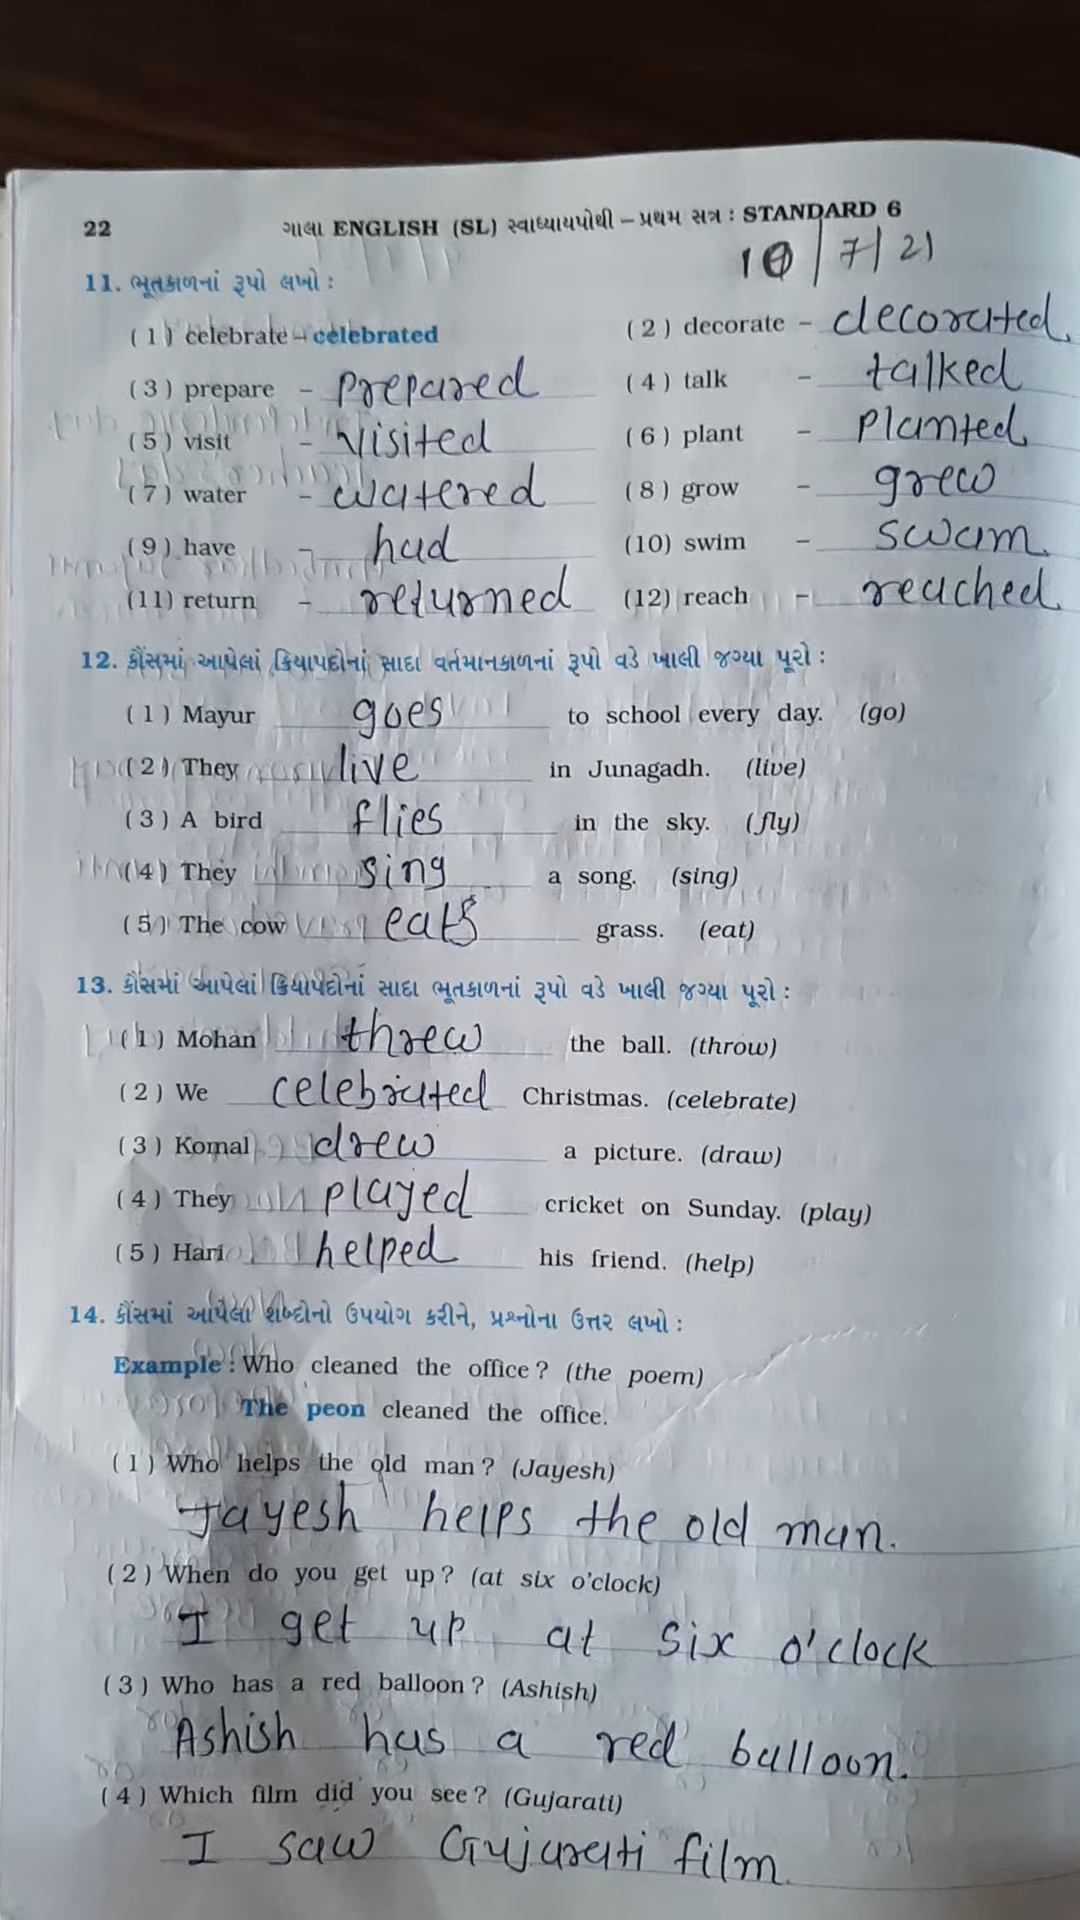 22 ગાલા ENGLISH (SL) સ્વાધ્યાયપોથી – પ્રથમ સત્ર : STANDARD 6
10/7/21
11. ભૂતકાળનાં રૂપો લખો :
(1) celebrate – celebrated (2) decorate – decorated
(3) prepare – prepared (4) talk – talked
(5) visit – visited (6) plant – planted
(7) water – watered (8) grow – grew
(9) have – had (10) swim – swam
(11) return – returned (12) reach – reached
12. કૌંસમાં આપેલાં ક્રિયાપદોનાં સાદા વર્તમાનકાળનાં રૂપો વડે ખાલી જગ્યા પૂરો :
(1) Mayur goes to school every day. (go)
(2) They live in Junagadh. (live)
(3) A bird flies in the sky. (fly)
(4) They sing a song. (sing)
(5) The cow eats grass. (eat)
13. કૌંસમાં આપેલાં ક્રિયાપદોનાં સાદા ભૂતકાળનાં રૂપો વડે ખાલી જગ્યા પૂરો :
(1) Mohan threw the ball. (throw)
(2) We celebrated Christmas. (celebrate)
(3) Komal drew a picture. (draw)
(4) They played cricket on Sunday. (play)
(5) Hari helped his friend. (help)
14. કૌંસમાં આપેલા શબ્દોનો ઉપયોગ કરીને, પ્રશ્નોના ઉત્તર લખો :
Example : Who cleaned the office? (the poem)
The peon cleaned the office.
(1) Who helps the old man? (Jayesh)
Jayesh helps the old man.
(2) When do you get up? (at six o'clock)
I get up at six o'clock
(3) Who has a red balloon? (Ashish)
Ashish has a red balloon.
(4) Which film did you see? (Gujarati)
I saw Gujarati film.